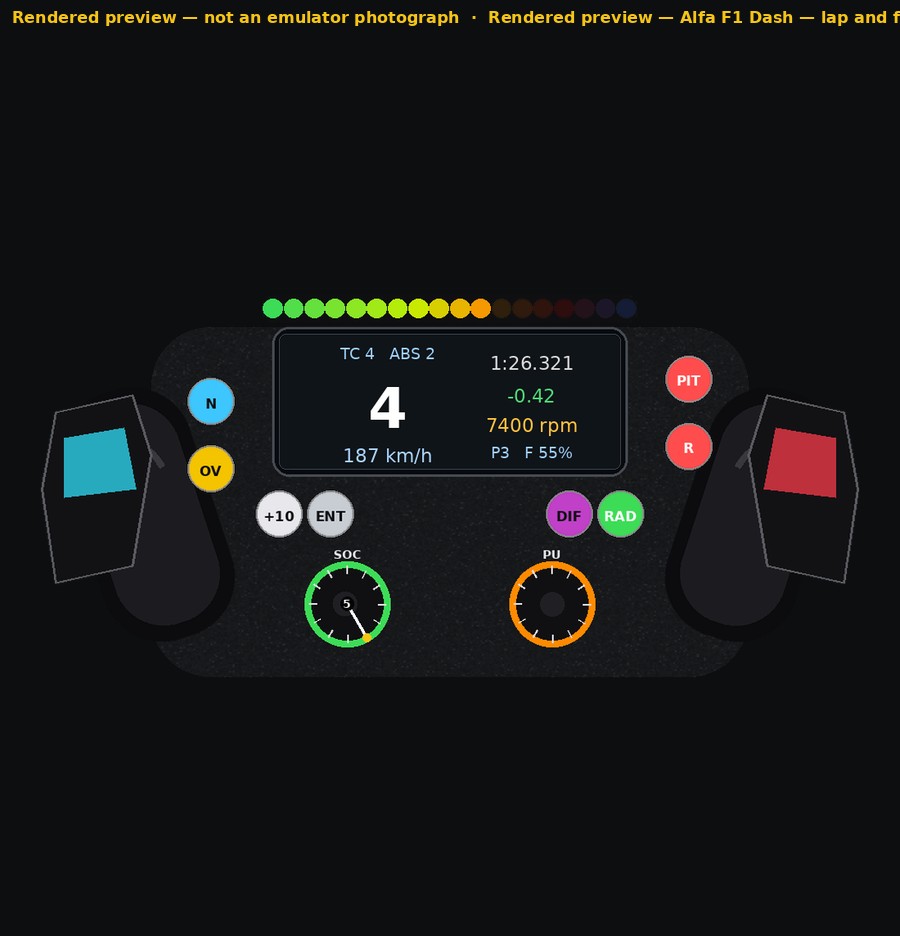 Rendered preview — not an emulator photograph · Rendered preview — Alfa F1 Dash — lap and
TC 4 ABS 2
1:26.321
-0.42
4
7400 rpm
187 km/h
P3 F 55%
N
OV
PIT
R
+10
ENT
DIF
RAD
SOC
PU
5